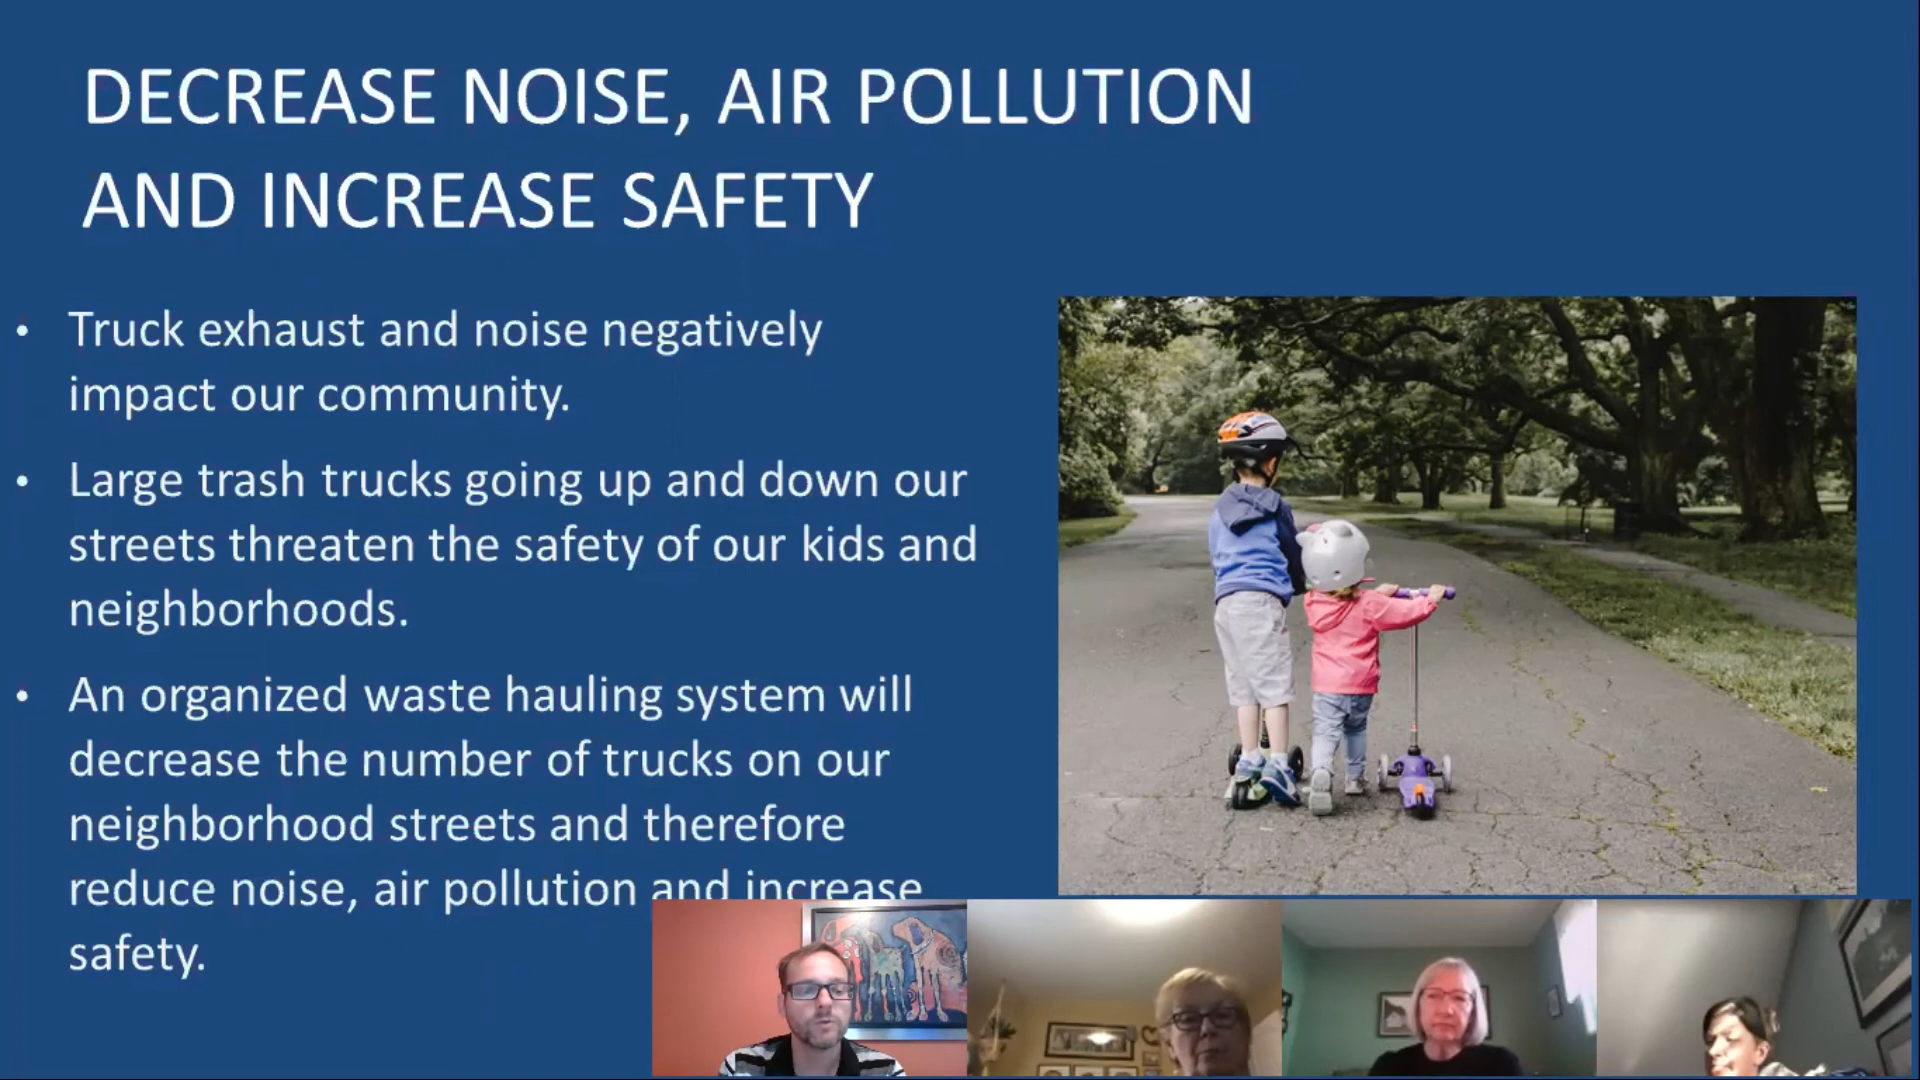 DECREASE NOISE, AIR POLLUTION
AND INCREASE SAFETY
• Truck exhaust and noise negatively
impact our community.
• Large trash trucks going up and down our
streets threaten the safety of our kids and
neighborhoods.
• An organized waste hauling system will
decrease the number of trucks on our
neighborhood streets and therefore
reduce noise, air pollution and increase
safety.